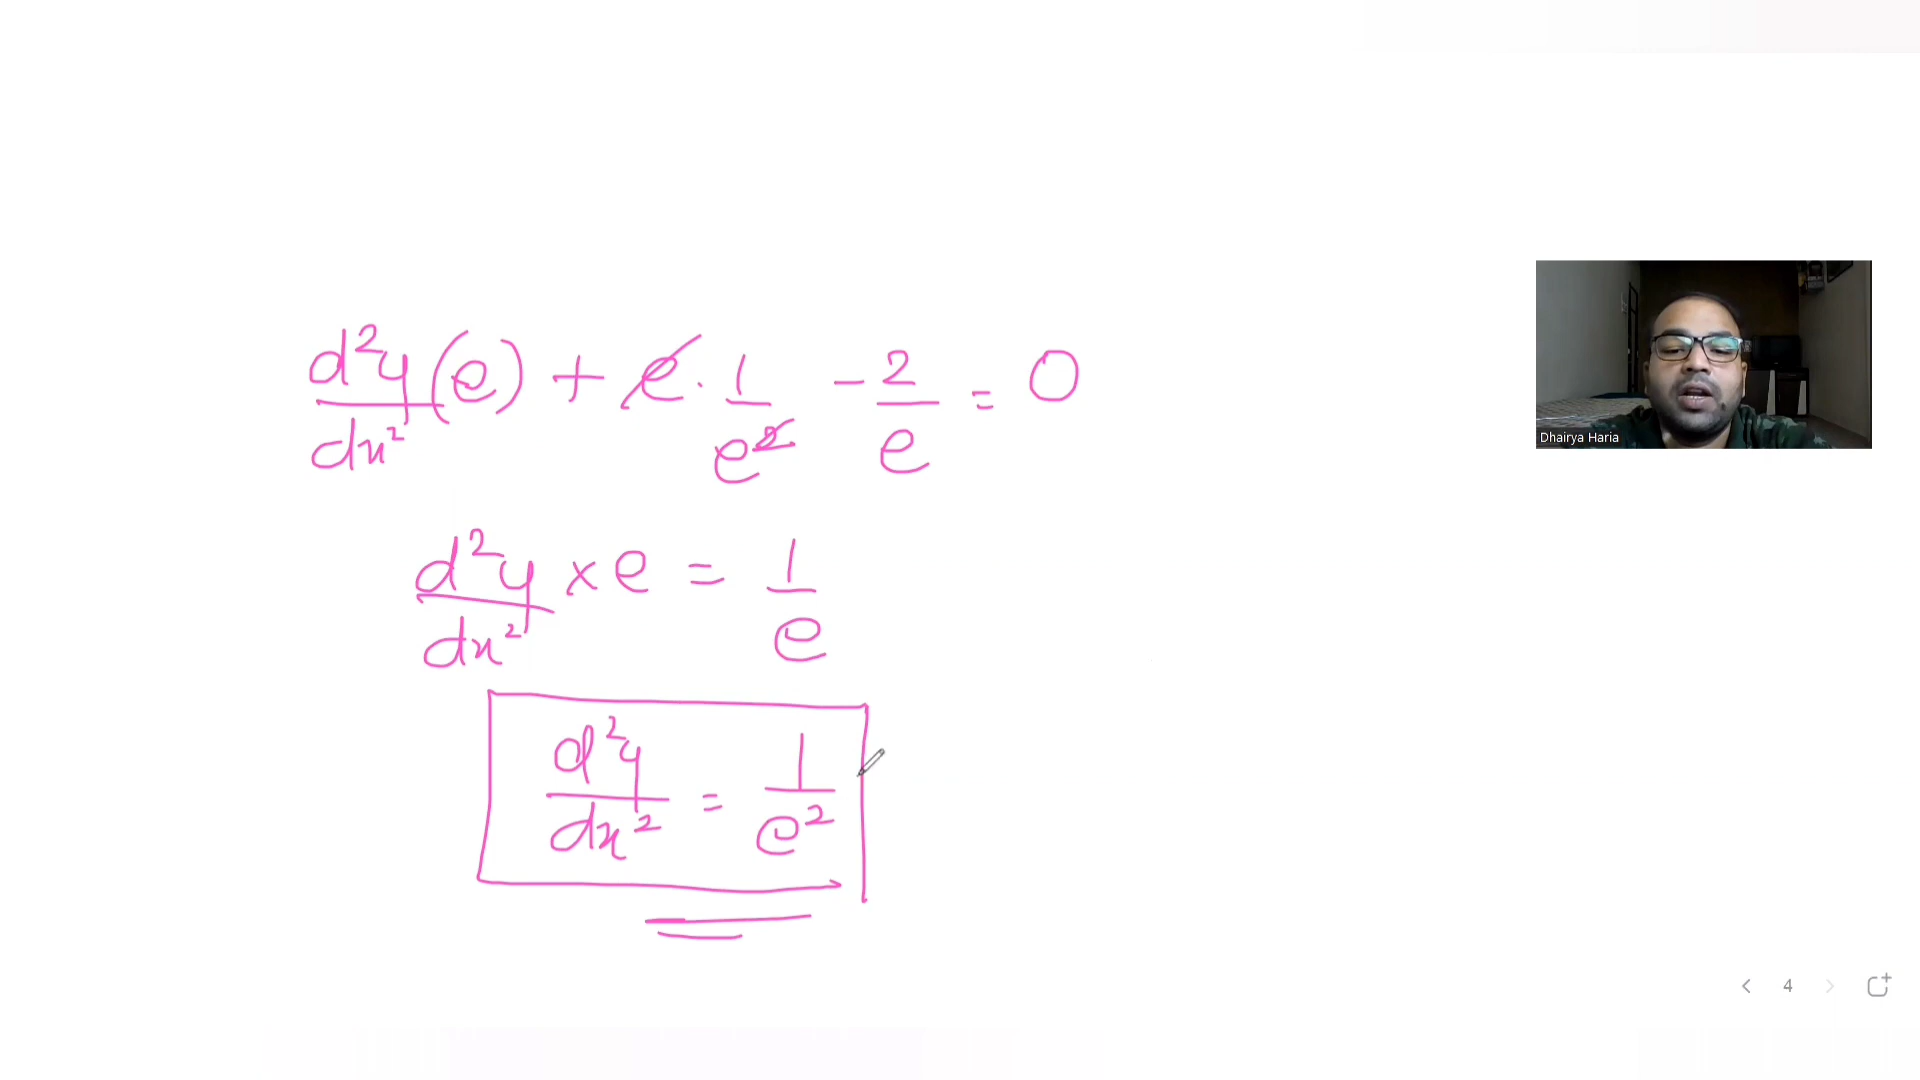 d²y/dx² (e) + e · 1/e² - 2/e = 0
d²y/dx² × e = 1/e
d²y/dx² = 1/e²
Dhairya Haria
4